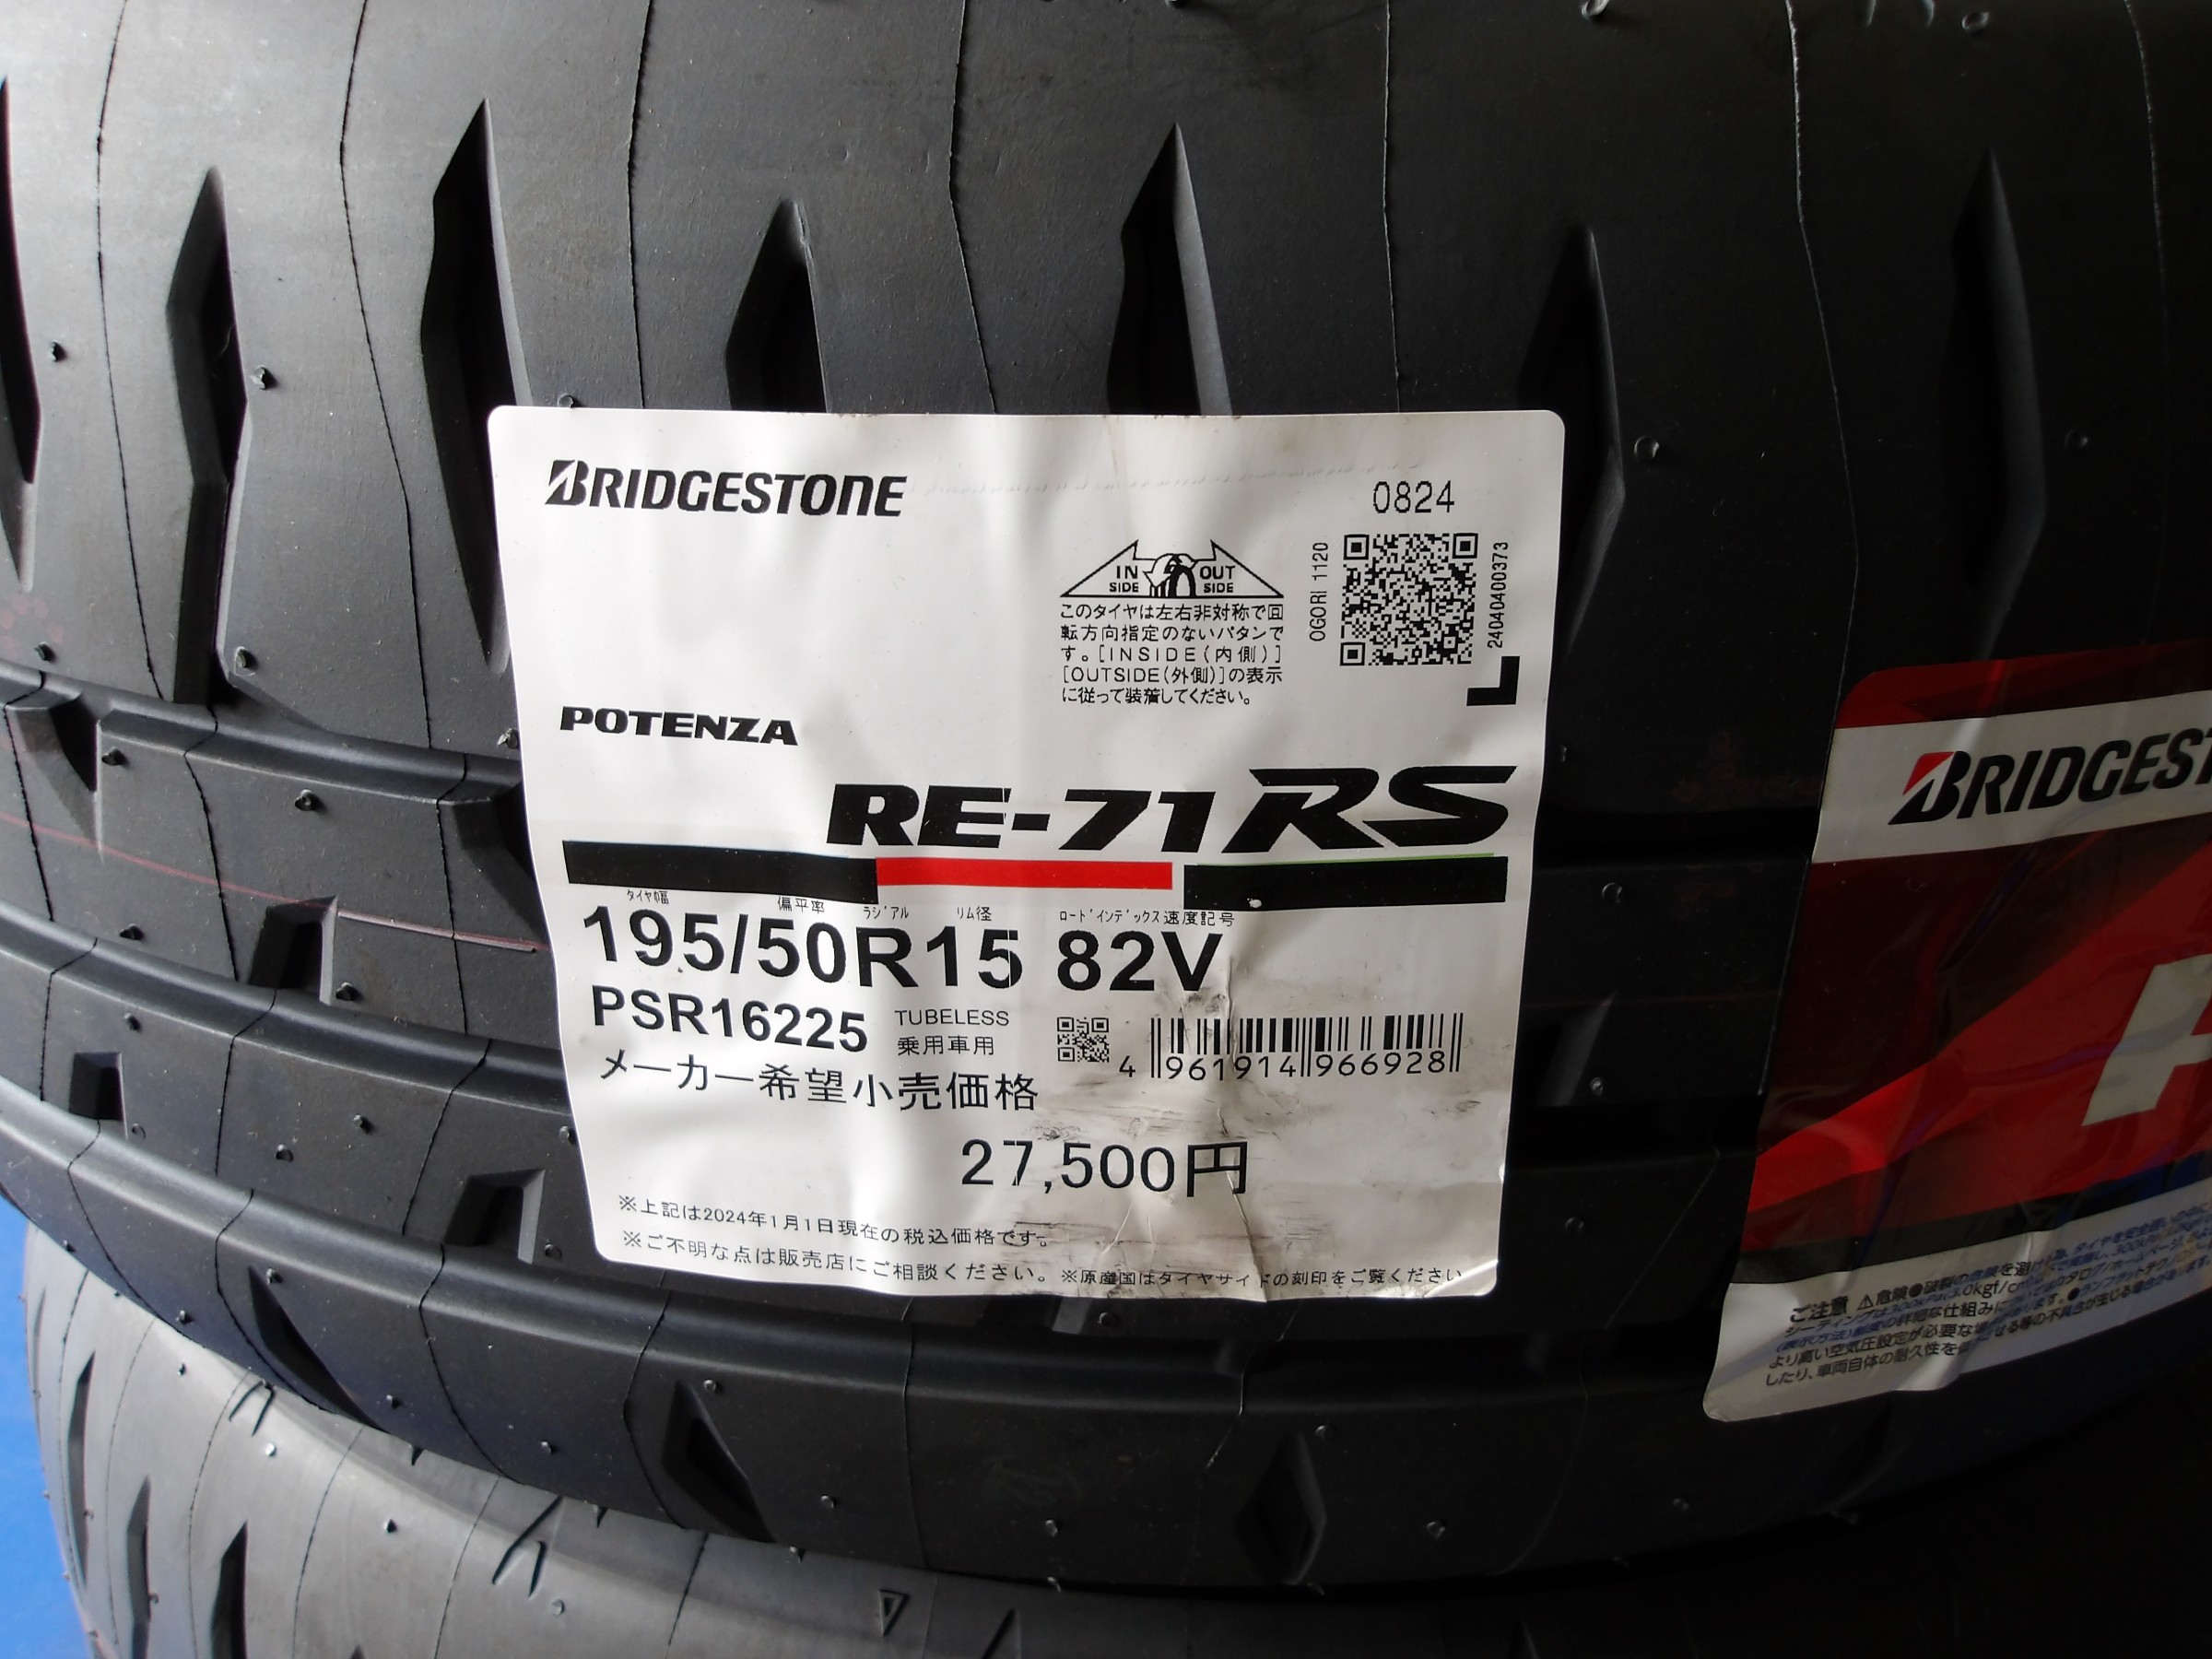 BRIDGESTONE
0824
IN SIDE OUT SIDE
OGORI 1120
2404040​0373
このタイヤは左右非対称で回
転方向指定のないパタンで
す。[INSIDE(内側)]
[OUTSIDE(外側)]の表示
に従って装着してください。
POTENZA
RE-71RS
タイヤ幅 偏平率 ラジアル リム径 ロードインデックス 速度記号
195/50R15 82V
PSR16225 TUBELESS
乗用車用
4 961914 966928
メーカー希望小売価格
27,500円
※上記は2024年1月1日現在の税込価格です。
※ご不明な点は販売店にご相談ください。 ※原産国はタイヤサイドの刻印をご覧ください
BRIDGEST
ご注意 ⚠危険